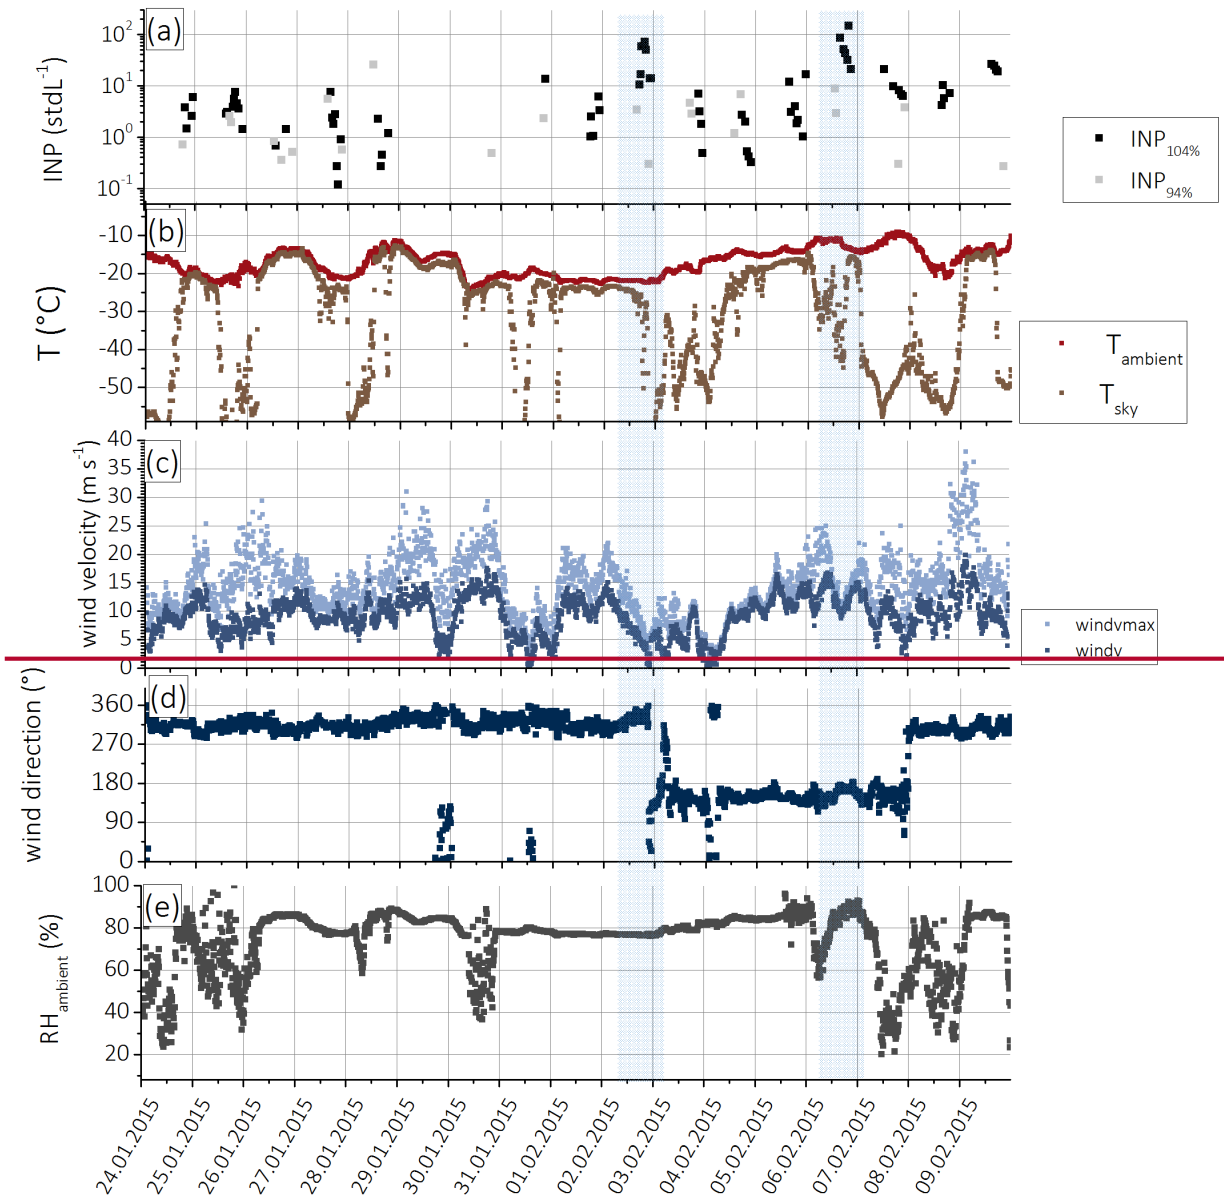 (a)
INP (stdL⁻¹)
10²
10¹
10⁰
10⁻¹
INP104%
INP94%
(b)
T (°C)
-10
-20
-30
-40
-50
Tambient
Tsky
(c)
wind velocity (m s⁻¹)
40
35
30
25
20
15
10
5
0
windvmax
windv
(d)
wind direction (°)
360
270
180
90
0
(e)
RHambient (%)
100
80
60
40
20
24.01.2015
25.01.2015
26.01.2015
27.01.2015
28.01.2015
29.01.2015
30.01.2015
31.01.2015
01.02.2015
02.02.2015
03.02.2015
04.02.2015
05.02.2015
06.02.2015
07.02.2015
08.02.2015
09.02.2015